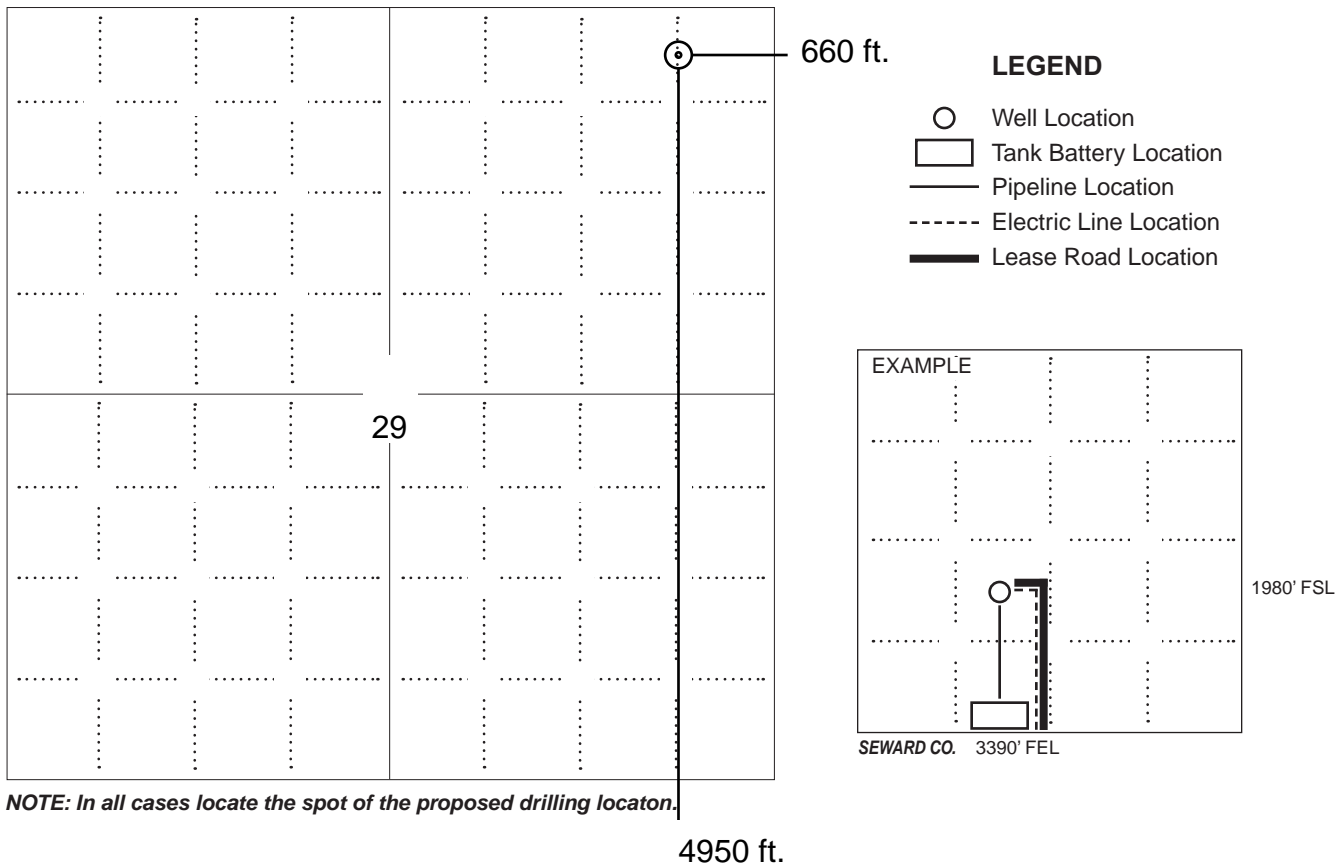 660 ft.
LEGEND
Well Location
Tank Battery Location
Pipeline Location
Electric Line Location
Lease Road Location
EXAMPLE
29
1980' FSL
SEWARD CO. 3390' FEL
NOTE: In all cases locate the spot of the proposed drilling locaton.
4950 ft.